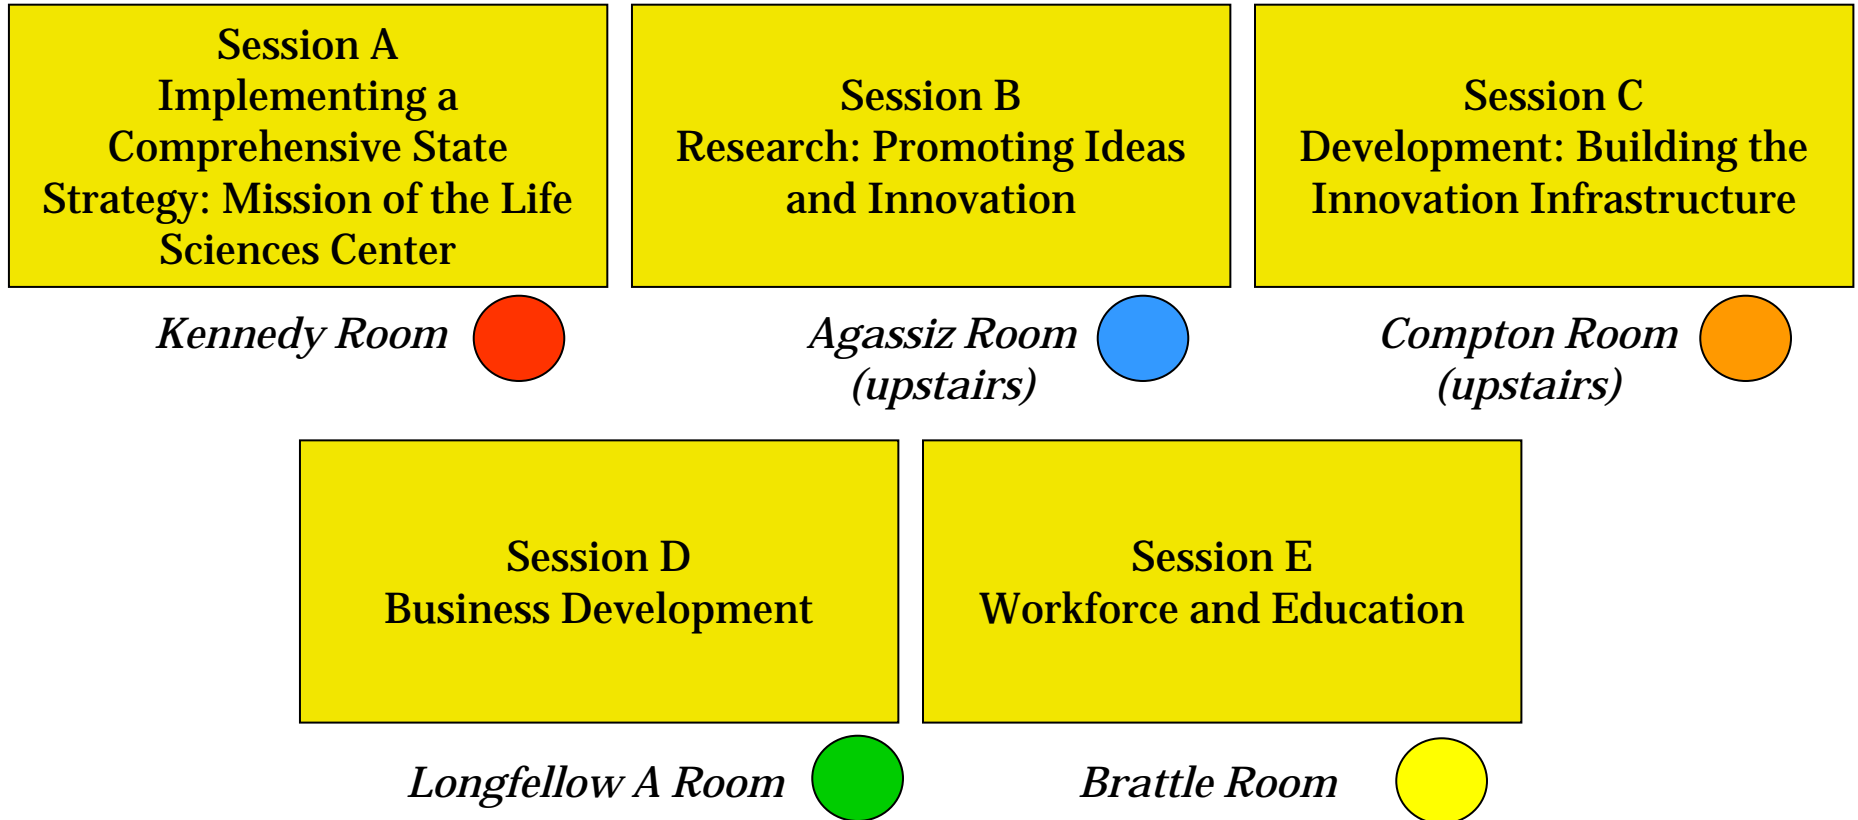 Session A
Implementing a
Comprehensive State
Strategy: Mission of the Life
Sciences Center
Kennedy Room
Session B
Research: Promoting Ideas
and Innovation
Agassiz Room
(upstairs)
Session C
Development: Building the
Innovation Infrastructure
Compton Room
(upstairs)
Session D
Business Development
Longfellow A Room
Session E
Workforce and Education
Brattle Room